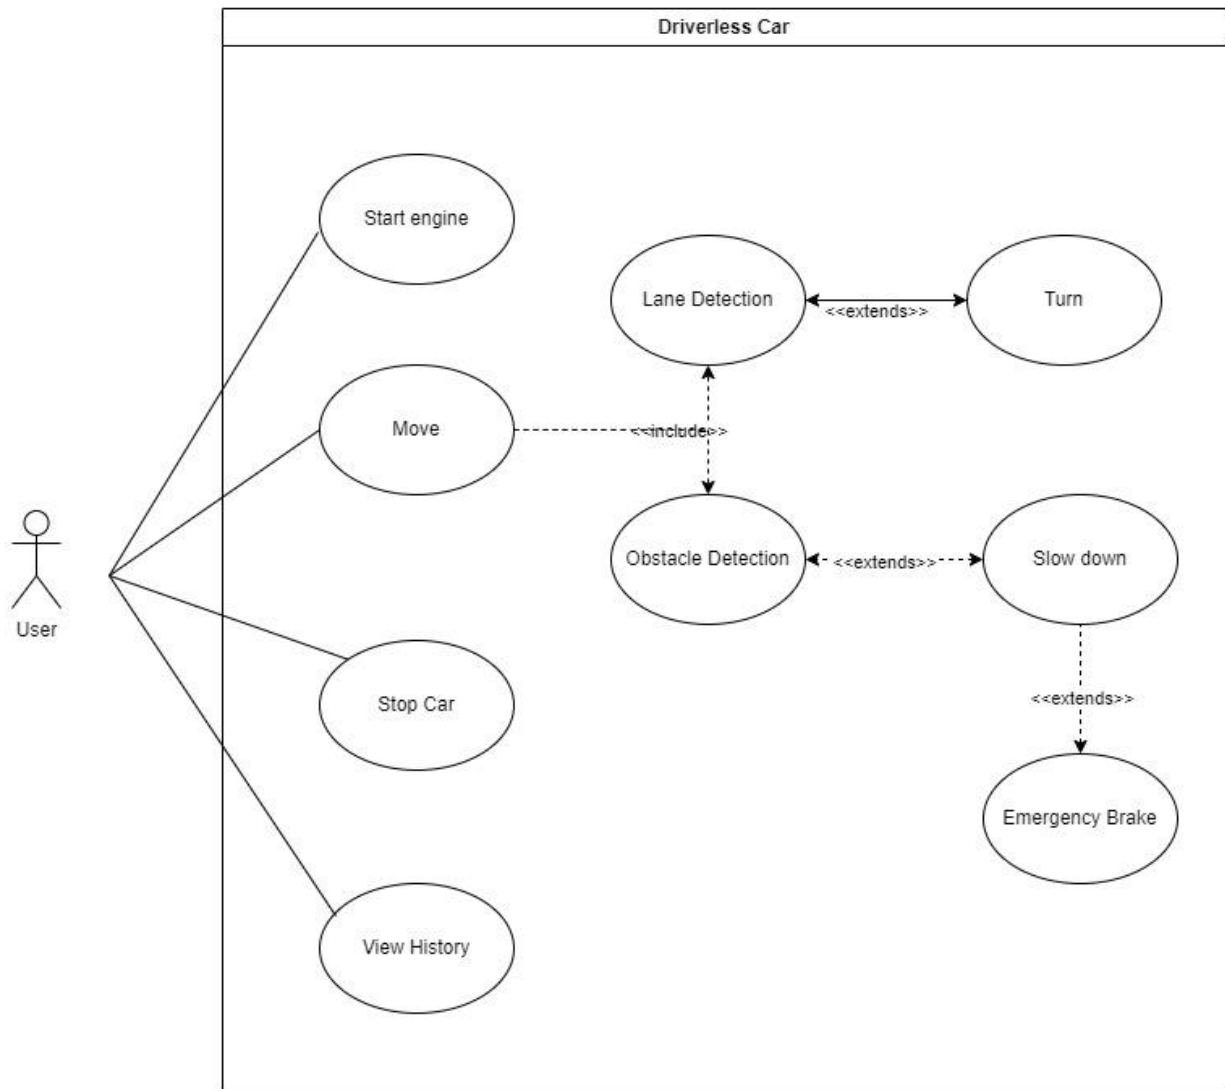 Driverless Car
Start engine
Lane Detection
<<extends>>
Turn
Move
<<include>>
User
Obstacle Detection
<<extends>>
Slow down
Stop Car
<<extends>>
Emergency Brake
View History